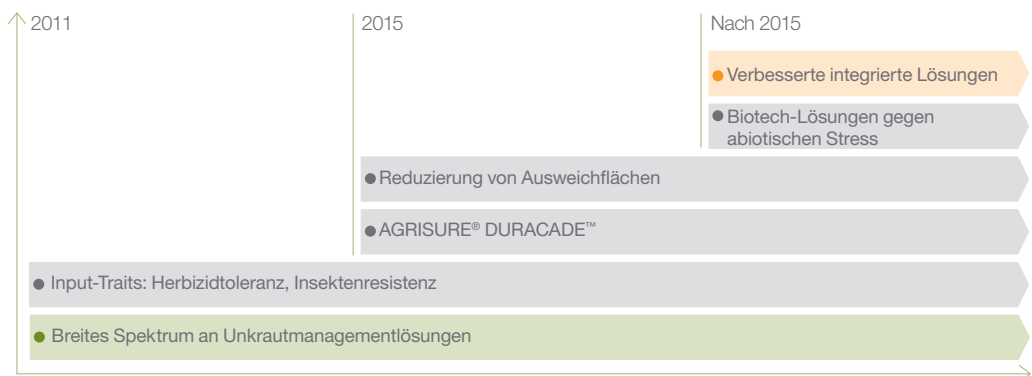 2011
2015
Nach 2015
Verbesserte integrierte Lösungen
Biotech-Lösungen gegen
abiotischen Stress
Reduzierung von Ausweichflächen
AGRISURE® DURACADE™
Input-Traits: Herbizidtoleranz, Insektenresistenz
Breites Spektrum an Unkrautmanagementlösungen